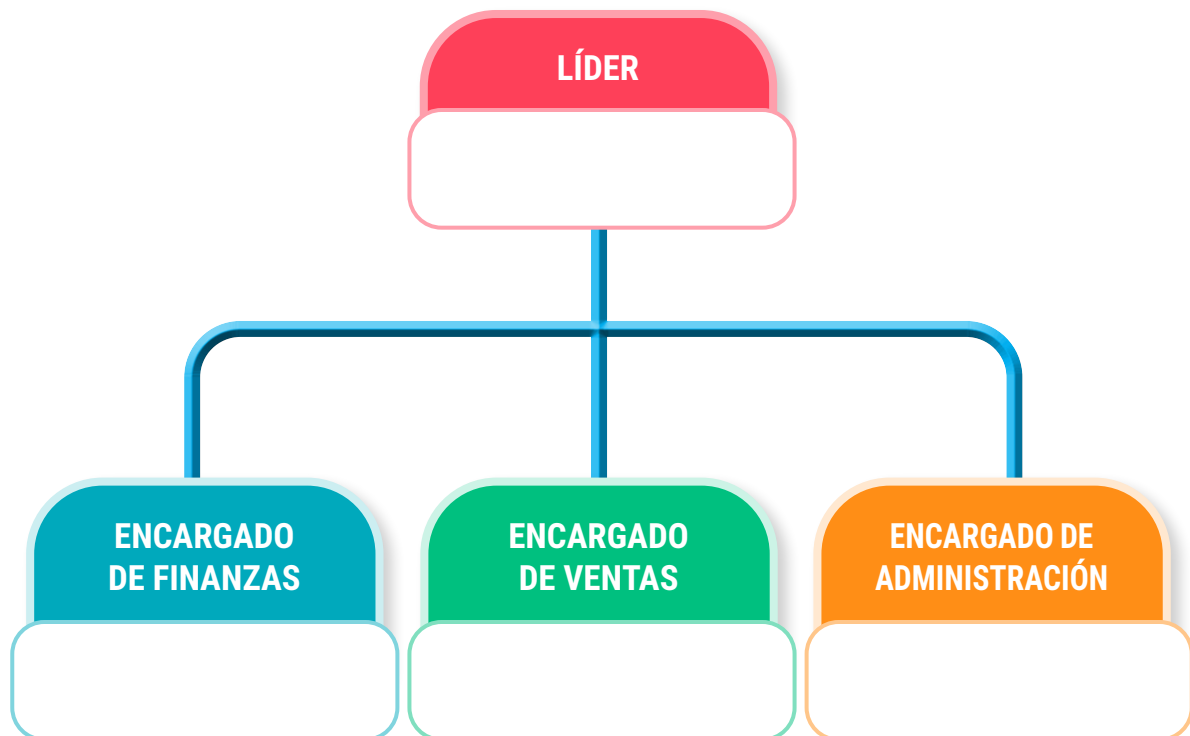 LÍDER
ENCARGADO
DE FINANZAS
ENCARGADO
DE VENTAS
ENCARGADO DE
ADMINISTRACIÓN